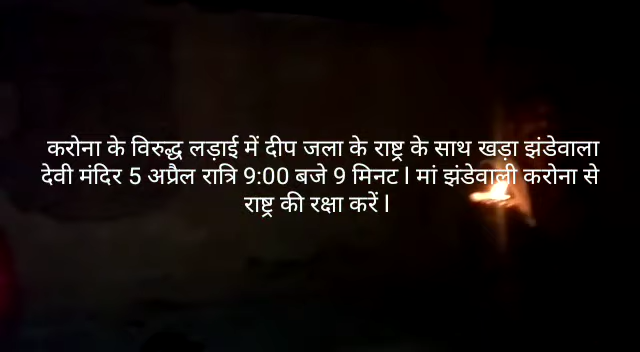 करोना के विरुद्ध लड़ाई में दीप जला के राष्ट्र के साथ खड़ा झंडेवाला
देवी मंदिर 5 अप्रैल रात्रि 9:00 बजे 9 मिनट l मां झंडेवाली करोना से
राष्ट्र की रक्षा करें l